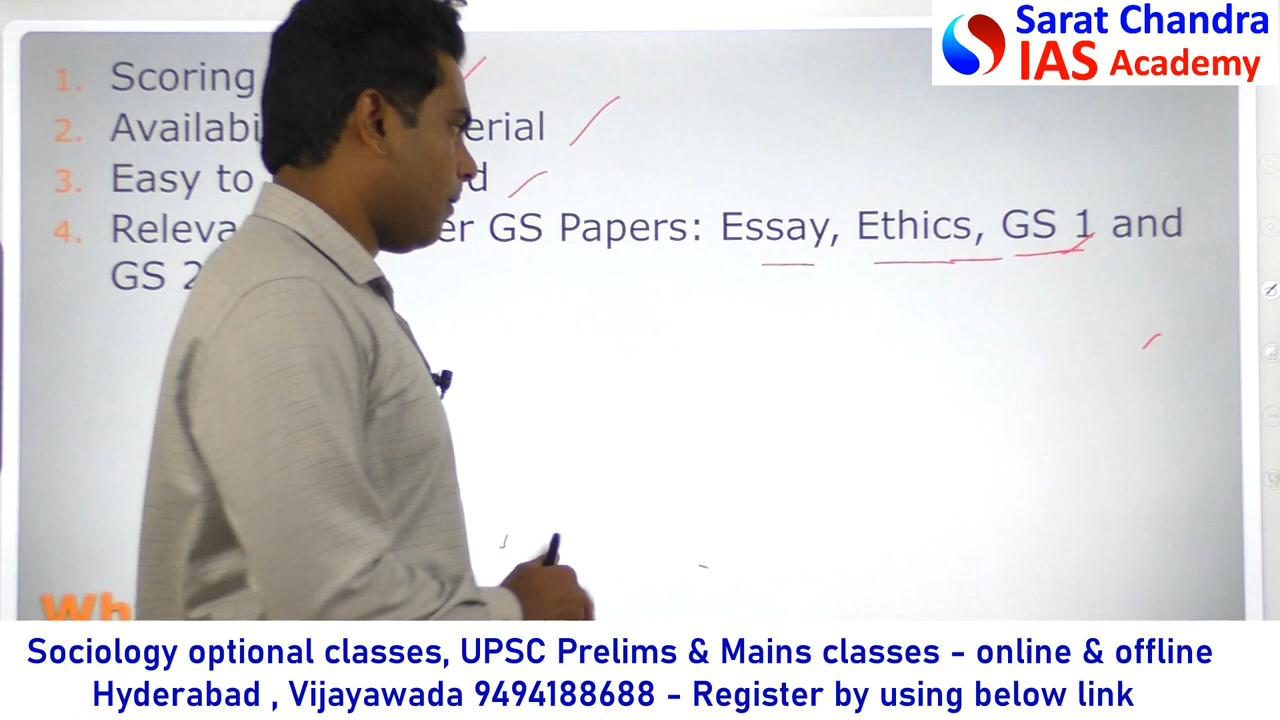 Sarat Chandra
IAS Academy
1. Scoring
2. Availabi erial
3. Easy to d
4. Releva er GS Papers: Essay, Ethics, GS 1 and
GS 2
Wh
Sociology optional classes, UPSC Prelims & Mains classes - online & offline
Hyderabad , Vijayawada 9494188688 - Register by using below link